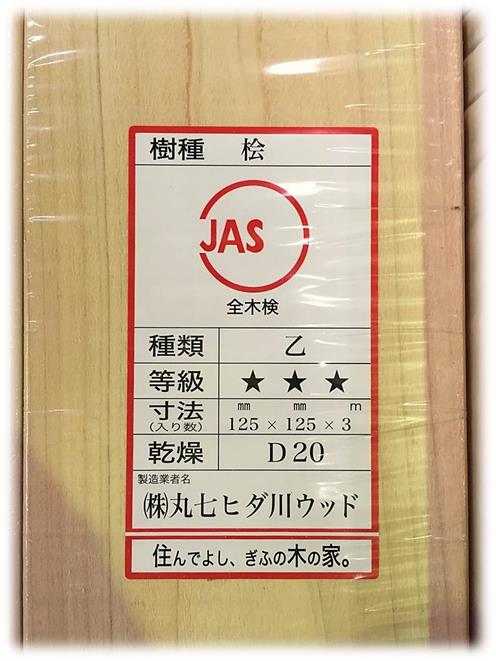 樹種 桧
JAS
全木検
種類 乙
等級 ★ ★ ★
寸法 ㎜ ㎜ m
(入り数) 125 × 125 × 3
乾燥 D20
製造業者名
㈱丸七ヒダ川ウッド
住んでよし、ぎふの木の家。